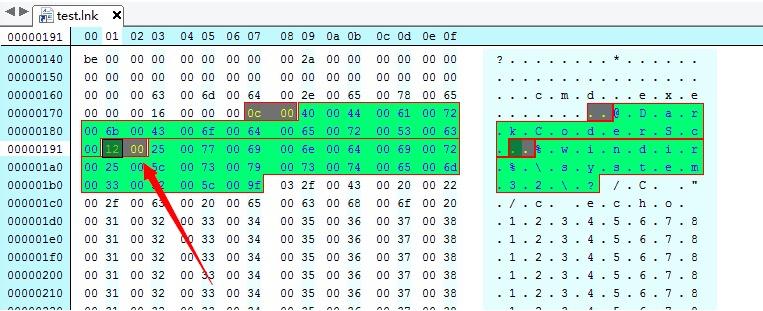 test.lnk
00000191 00 01 02 03 04 05 06 07 08 09 0a 0b 0c 0d 0e 0f
00000140 be 00 00 00 00 00 00 00 00 2a 00 00 00 00 00 00 ?........*......
00000150 00 00 00 00 00 00 00 00 00 00 00 00 00 00 00 00 ................
00000160 00 00 00 63 00 6d 00 64 00 2e 00 65 00 78 00 65 ...c.m.d...e.x.e
00000170 00 00 00 16 00 00 00 0c 00 40 00 44 00 61 00 72 .........@.D.a.r
00000180 00 6b 00 43 00 6f 00 64 00 65 00 72 00 53 00 63 .k.C.o.d.e.r.S.c
00000191 00 12 00 25 00 77 00 69 00 6e 00 64 00 69 00 72 ...%.w.i.n.d.i.r
000001a0 00 25 00 5c 00 73 00 79 00 73 00 74 00 65 00 6d .%.\.s.y.s.t.e.m
000001b0 00 33 00 32 00 5c 00 9f 03 2f 00 43 00 20 00 22 .3.2.\.?./.C. ."
000001c0 00 2f 00 63 00 20 00 65 00 63 00 68 00 6f 00 20 ./.c. .e.c.h.o.
000001d0 00 31 00 32 00 33 00 34 00 35 00 36 00 37 00 38 .1.2.3.4.5.6.7.8
000001e0 00 31 00 32 00 33 00 34 00 35 00 36 00 37 00 38 .1.2.3.4.5.6.7.8
000001f0 00 31 00 32 00 33 00 34 00 35 00 36 00 37 00 38 .1.2.3.4.5.6.7.8
00000200 00 31 00 32 00 33 00 34 00 35 00 36 00 37 00 38 .1.2.3.4.5.6.7.8
00000210 00 31 00 32 00 33 00 34 00 35 00 36 00 37 00 38 .1.2.3.4.5.6.7.8